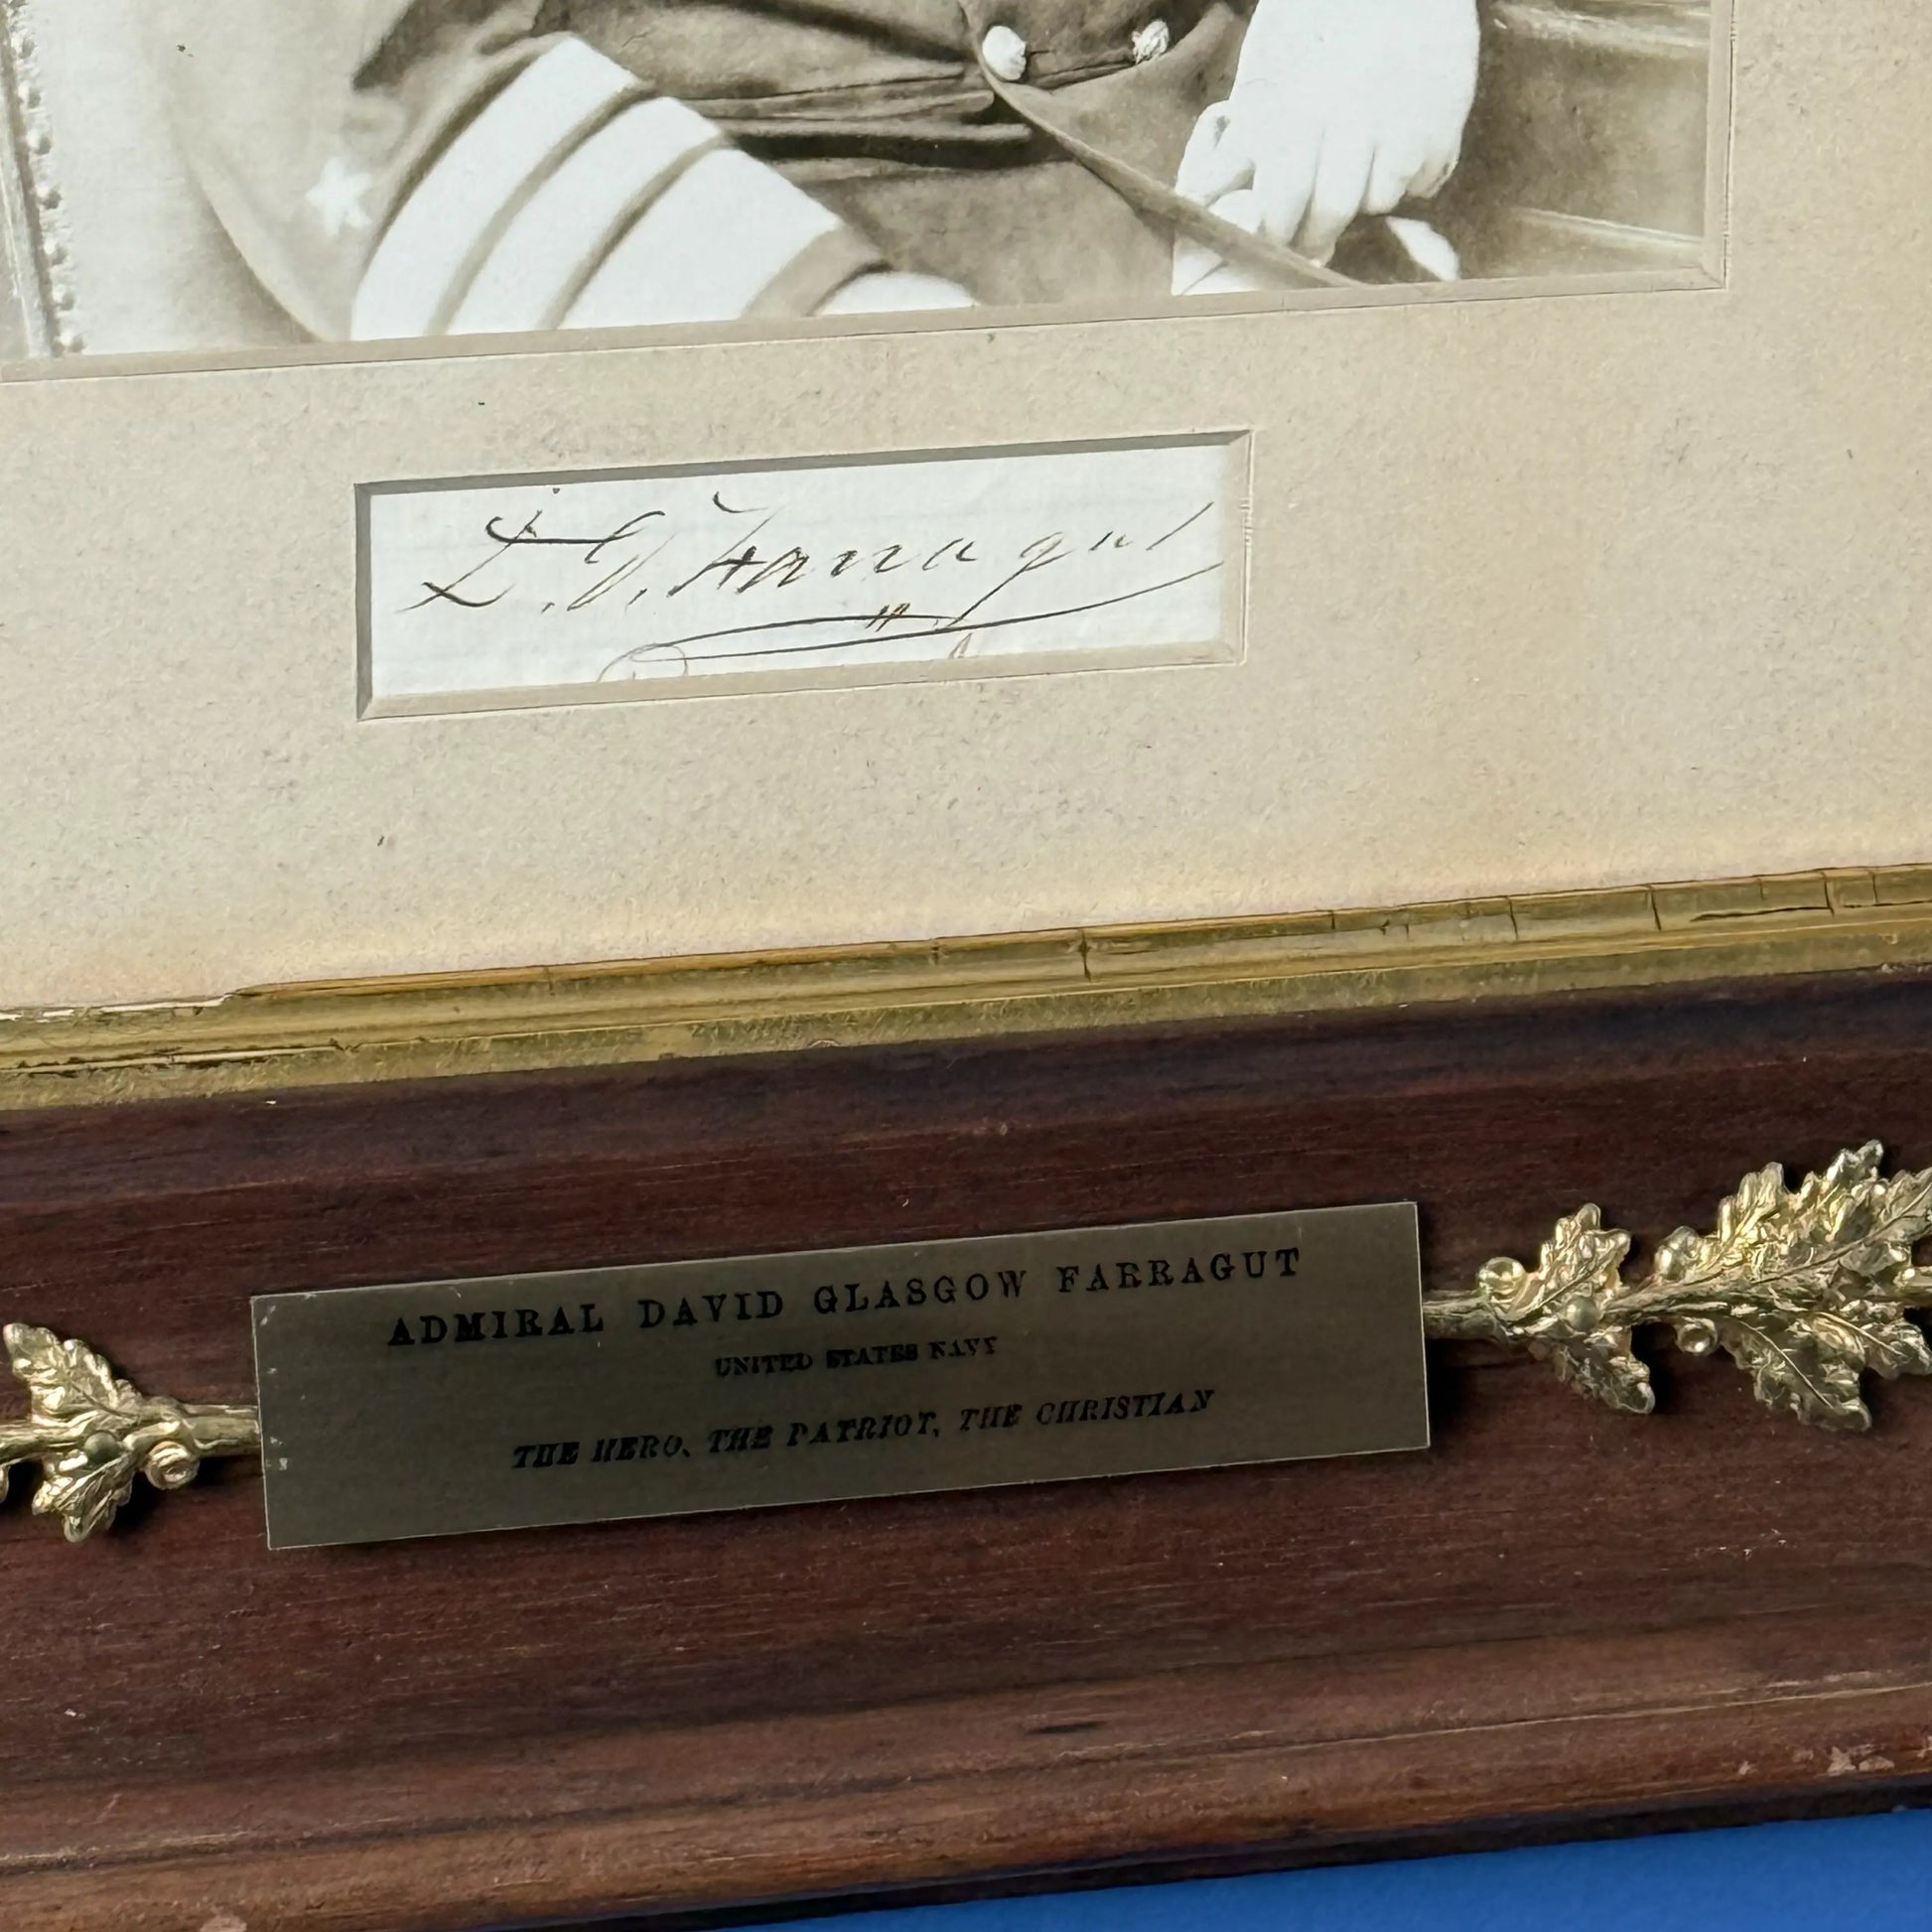 D. G. Farragut
ADMIRAL DAVID GLASGOW FARRAGUT
UNITED STATES NAVY
THE HERO, THE PATRIOT, THE CHRISTIAN